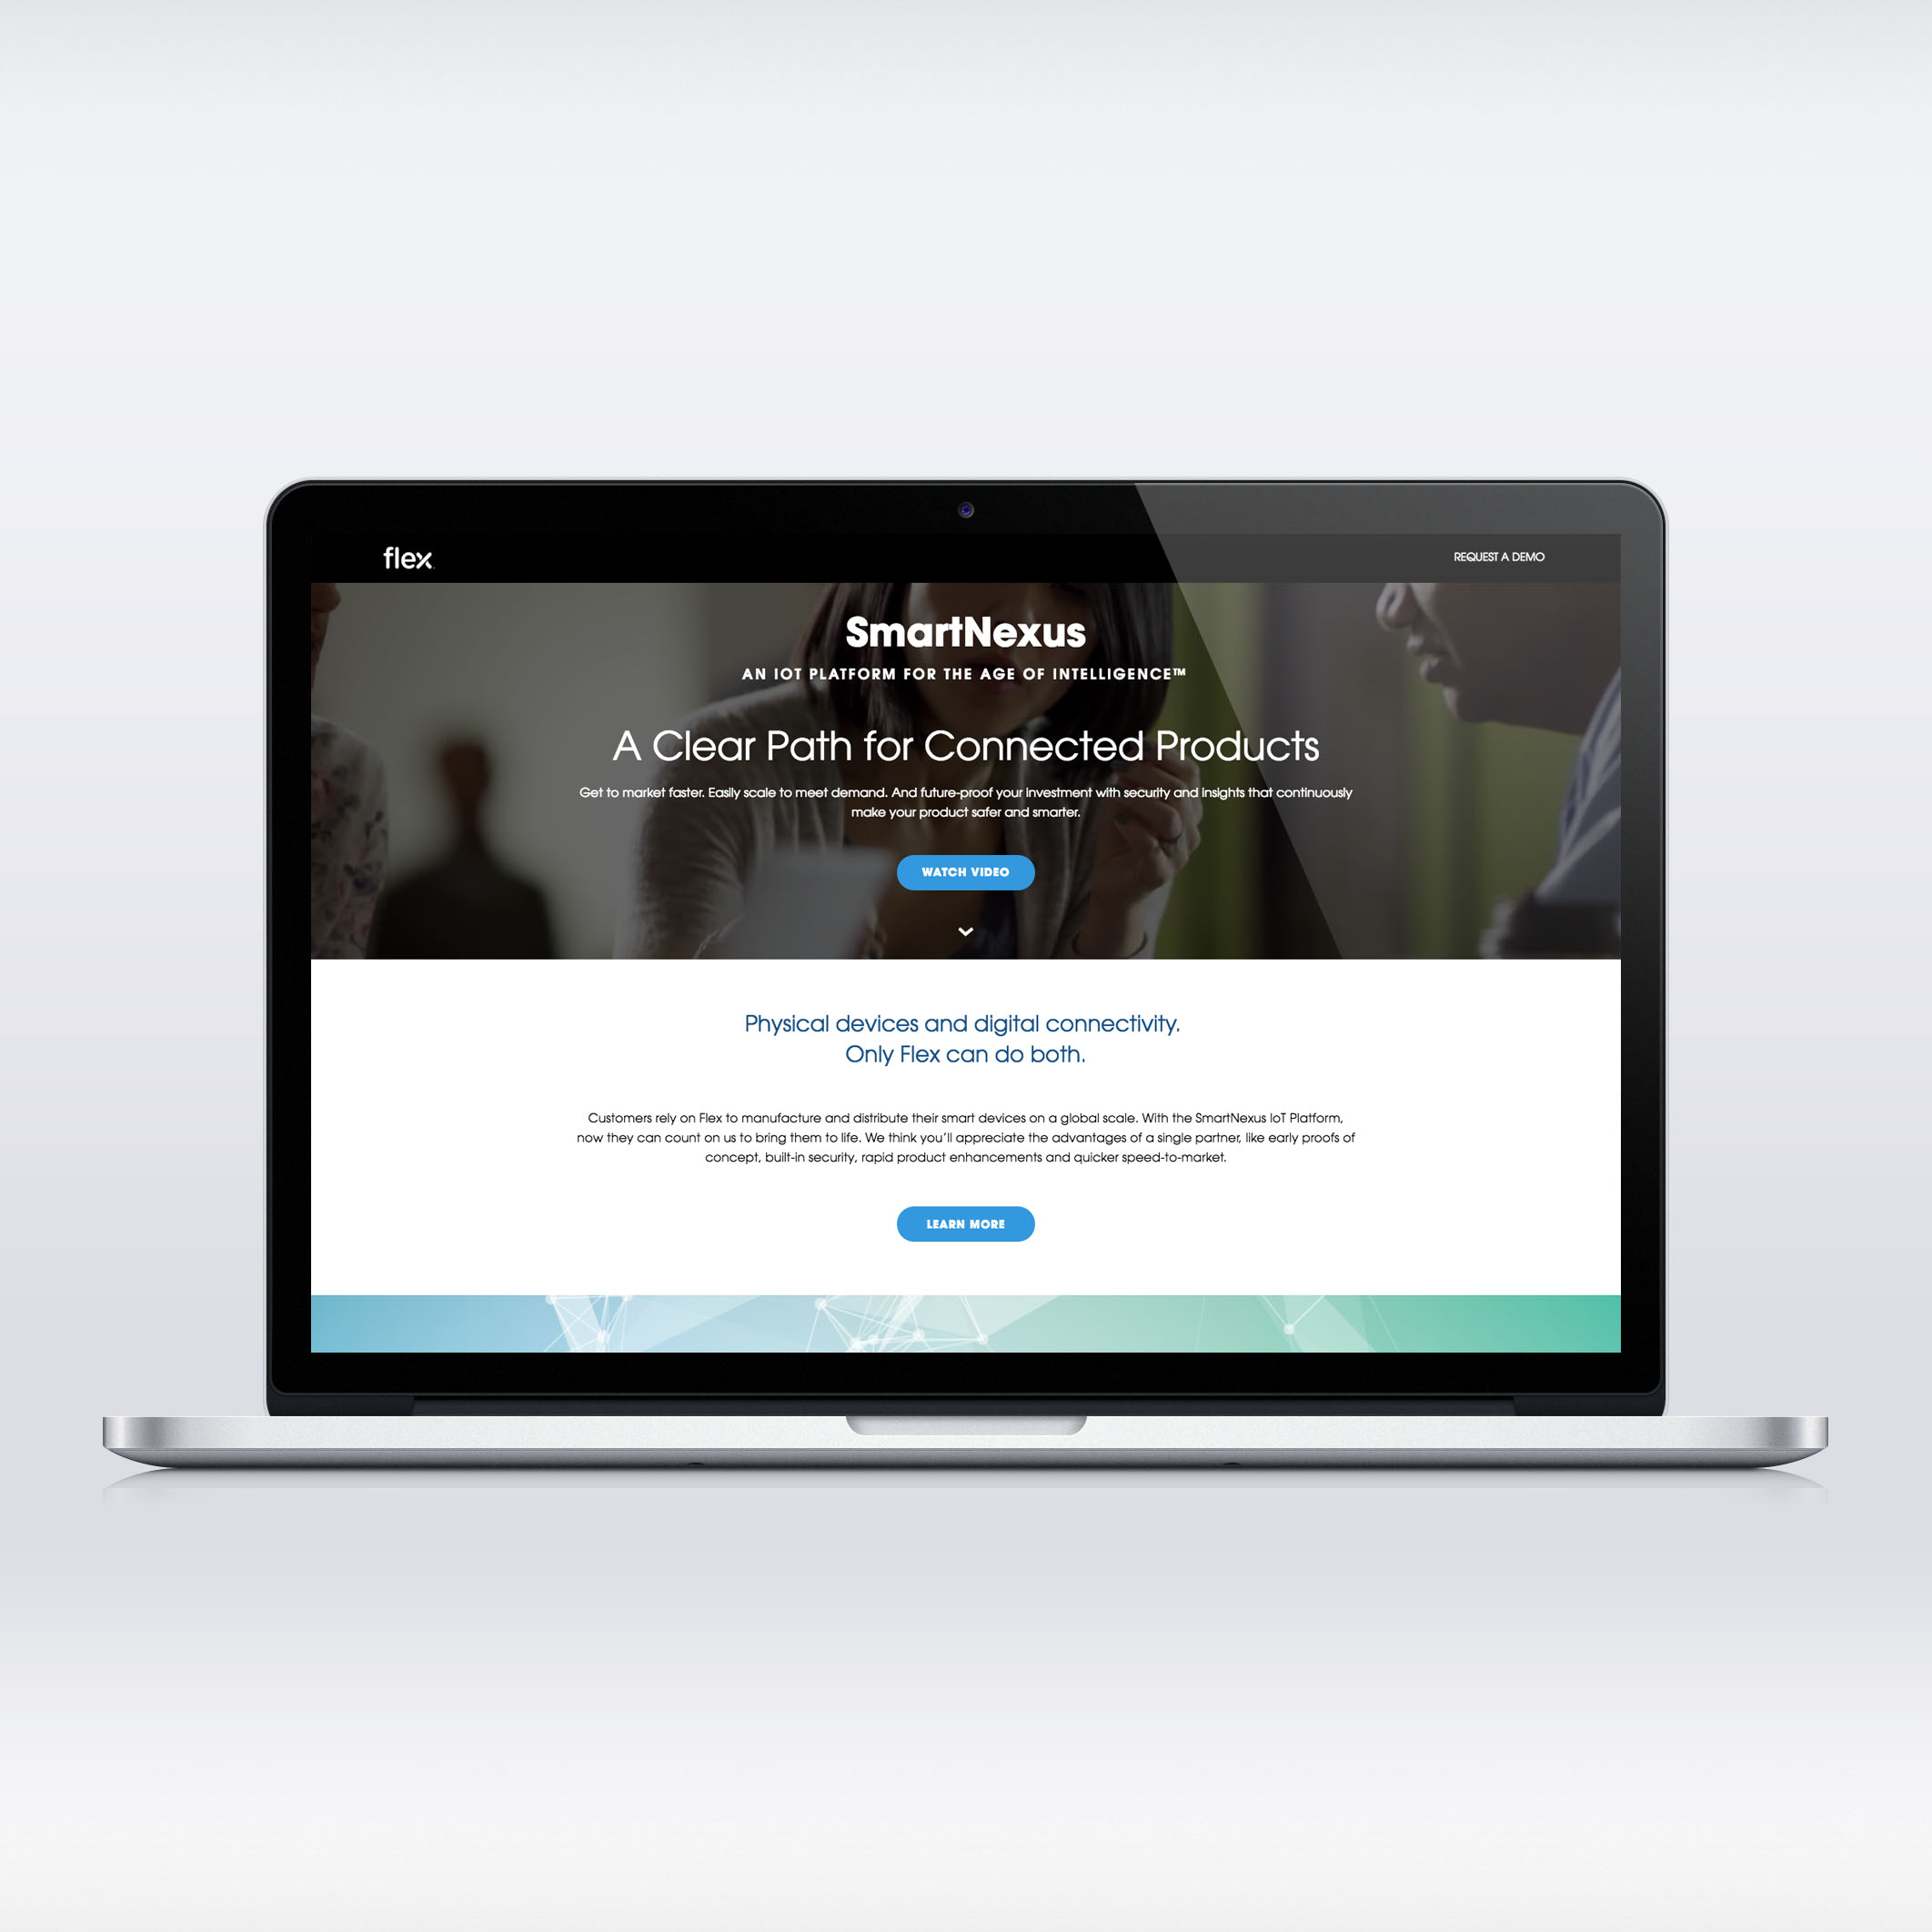 flex
REQUEST A DEMO
SmartNexus
AN IOT PLATFORM FOR THE AGE OF INTELLIGENCE™
A Clear Path for Connected Products
Get to market faster. Easily scale to meet demand. And future-proof your investment with security and insights that continuously
make your product safer and smarter.
WATCH VIDEO
Physical devices and digital connectivity.
Only Flex can do both.
Customers rely on Flex to manufacture and distribute their smart devices on a global scale. With the SmartNexus IoT Platform,
now they can count on us to bring them to life. We think you'll appreciate the advantages of a single partner, like early proofs of
concept, built-in security, rapid product enhancements and quicker speed-to-market.
LEARN MORE